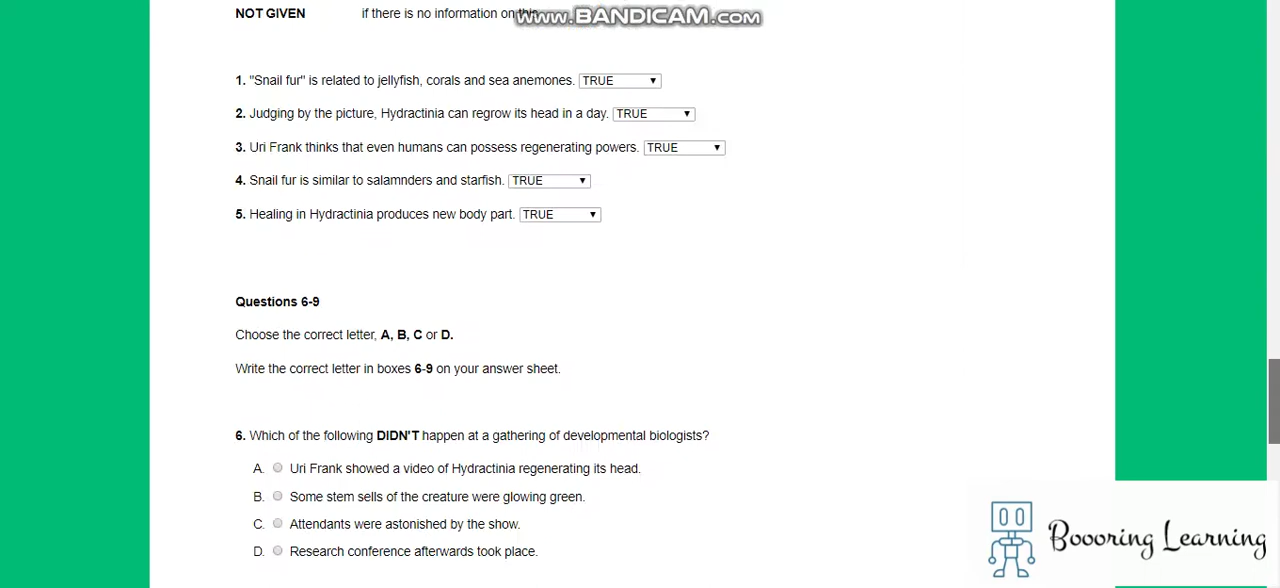 www.BANDICAM.com
NOT GIVEN if there is no information on this
1. "Snail fur" is related to jellyfish, corals and sea anemones. TRUE
2. Judging by the picture, Hydractinia can regrow its head in a day. TRUE
3. Uri Frank thinks that even humans can possess regenerating powers. TRUE
4. Snail fur is similar to salamnders and starfish. TRUE
5. Healing in Hydractinia produces new body part. TRUE
Questions 6-9
Choose the correct letter, A, B, C or D.
Write the correct letter in boxes 6-9 on your answer sheet.
6. Which of the following DIDN'T happen at a gathering of developmental biologists?
A. Uri Frank showed a video of Hydractinia regenerating its head.
B. Some stem sells of the creature were glowing green.
C. Attendants were astonished by the show.
D. Research conference afterwards took place.
Boooring Learning